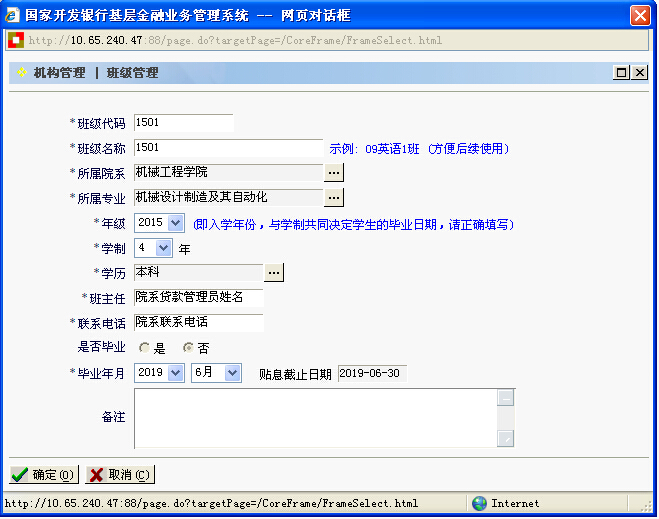 国家开发银行基层金融业务管理系统 -- 网页对话框
http://10.65.240.47:88/page.do?targetPage=/CoreFrame/FrameSelect.html
机构管理 | 班级管理
*班级代码 1501
*班级名称 1501 示例: 09英语1班 (方便后续使用)
*所属院系 机械工程学院 ...
*所属专业 机械设计制造及其自动化 ...
*年级 2015 (即入学年份，与学制共同决定学生的毕业日期，请正确填写)
*学制 4 年
*学历 本科 ...
*班主任 院系贷款管理员姓名
*联系电话 院系联系电话
是否毕业 是 否
*毕业年月 2019 6月 贴息截止日期 2019-06-30
备注
确定(O) 取消(C)
http://10.65.240.47:88/page.do?targetPage=/CoreFrame/FrameSelect.html Internet